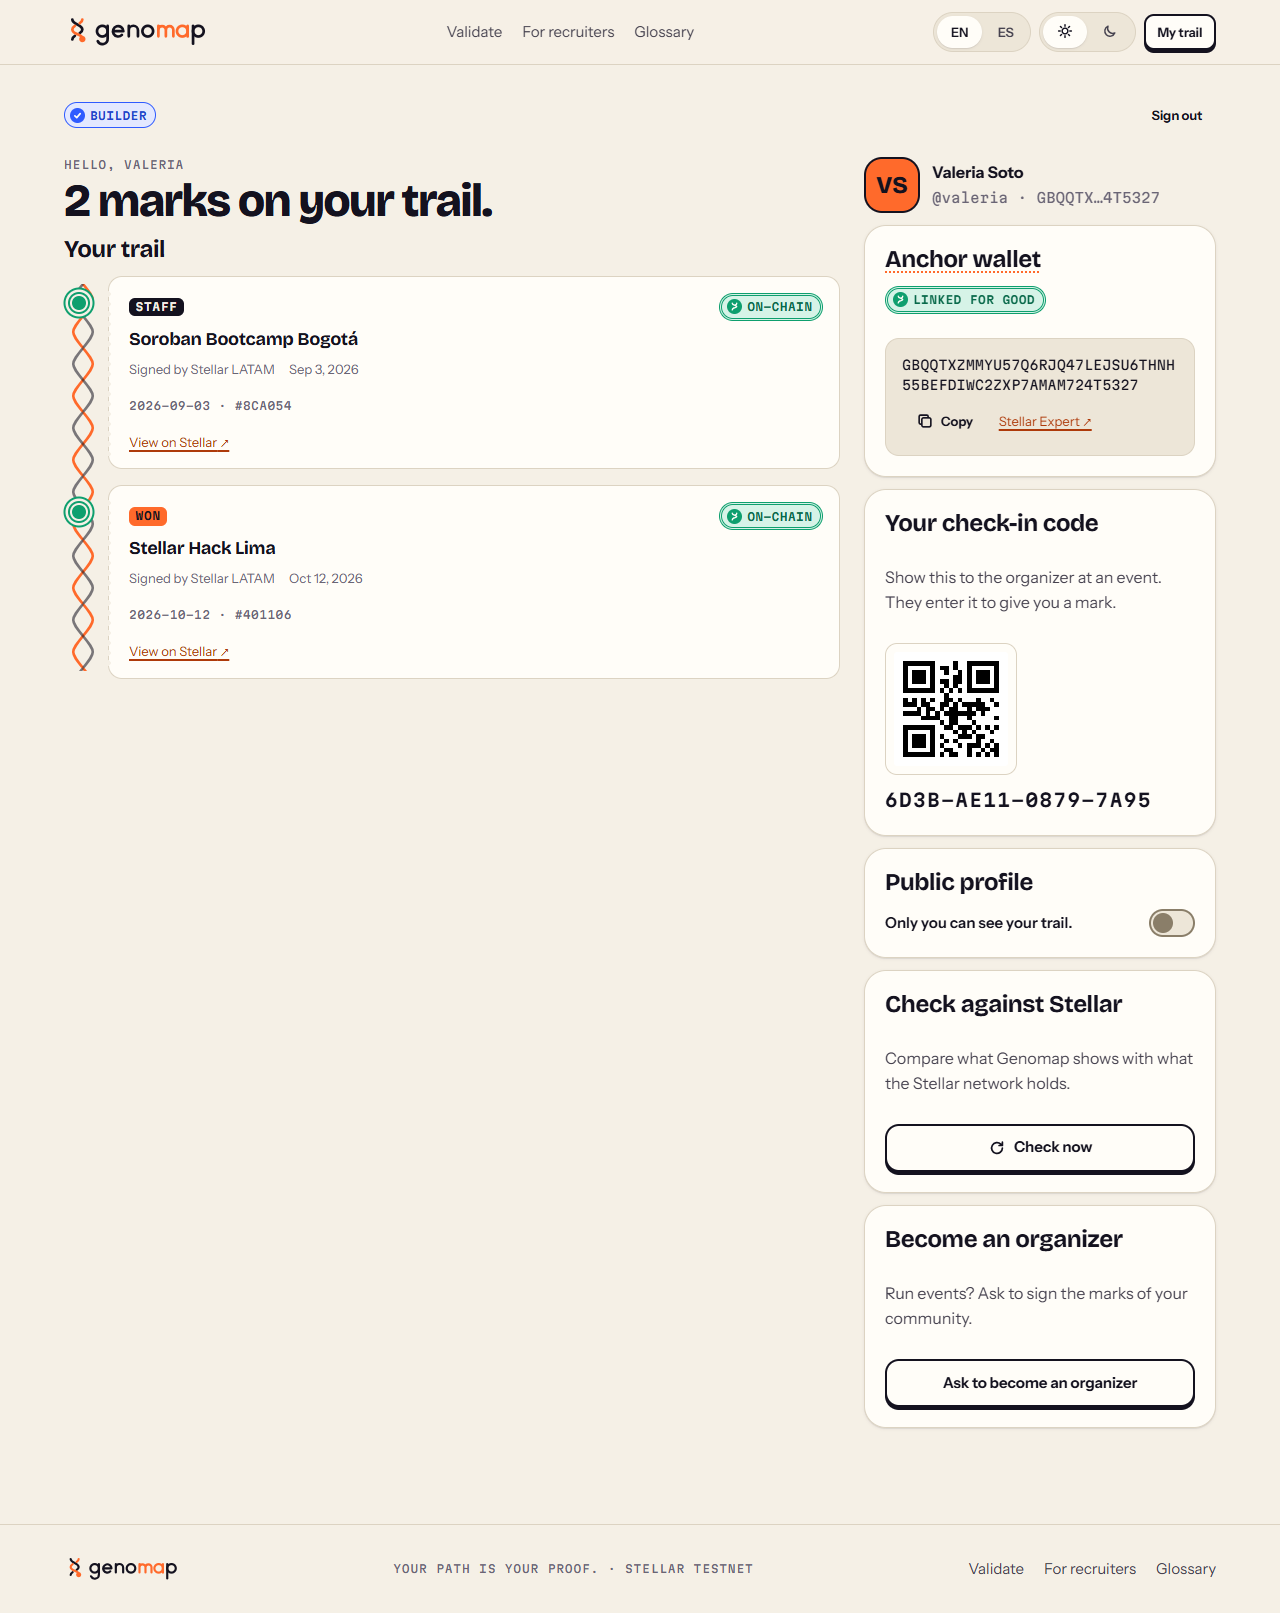 genomap
Validate For recruiters Glossary
EN ES
My trail
BUILDER
Sign out
HELLO, VALERIA
2 marks on your trail.
Your trail
STAFF
ON-CHAIN
Soroban Bootcamp Bogotá
Signed by Stellar LATAM Sep 3, 2026
2026-09-03 · #8CA054
View on Stellar ↗
WON
ON-CHAIN
Stellar Hack Lima
Signed by Stellar LATAM Oct 12, 2026
2026-10-12 · #401106
View on Stellar ↗
VS
Valeria Soto
@valeria · GBQQTX…4T5327
Anchor wallet
LINKED FOR GOOD
GBQQTXZMMYU57Q6RJQ47LEJSU6THNH
55BEFDIWC2ZXP7AMAM724T5327
Copy Stellar Expert ↗
Your check-in code
Show this to the organizer at an event.
They enter it to give you a mark.
6D3B-AE11-0879-7A95
Public profile
Only you can see your trail.
Check against Stellar
Compare what Genomap shows with what
the Stellar network holds.
Check now
Become an organizer
Run events? Ask to sign the marks of your
community.
Ask to become an organizer
genomap
YOUR PATH IS YOUR PROOF. · STELLAR TESTNET
Validate For recruiters Glossary